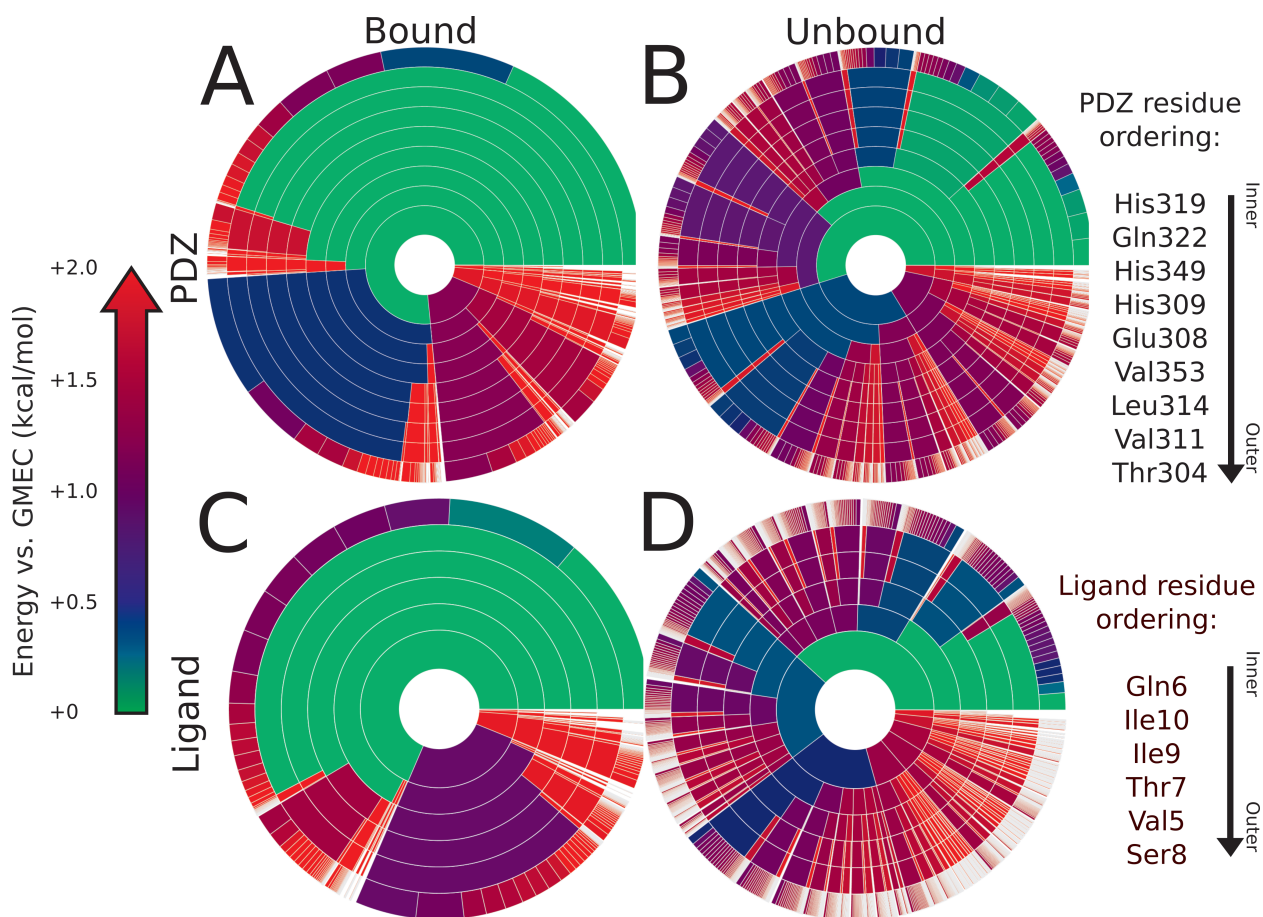 Bound
Unbound
A
B
PDZ residue
ordering:
Inner
His319
Gln322
His349
His309
Glu308
Val353
Leu314
Val311
Thr304
Outer
PDZ
Energy vs. GMEC (kcal/mol)
+2.0
+1.5
+1.0
+0.5
+0
C
D
Ligand
Ligand residue
ordering:
Inner
Gln6
Ile10
Ile9
Thr7
Val5
Ser8
Outer